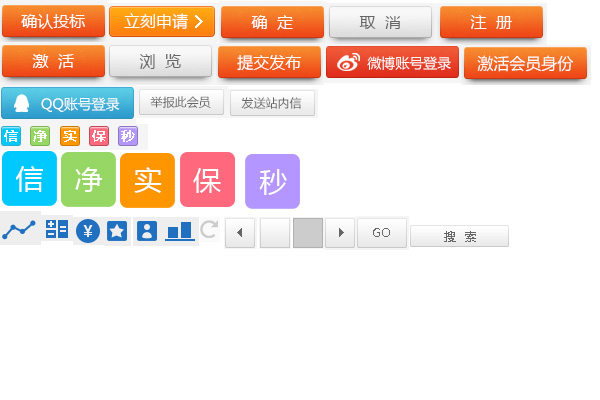 确认投标 立刻申请 确 定 取 消 注 册
激 活 浏 览 提交发布 微博账号登录 激活会员身份
QQ账号登录 举报此会员 发送站内信
信 净 实 保 秒
信 净 实 保 秒
¥ GO 搜 索